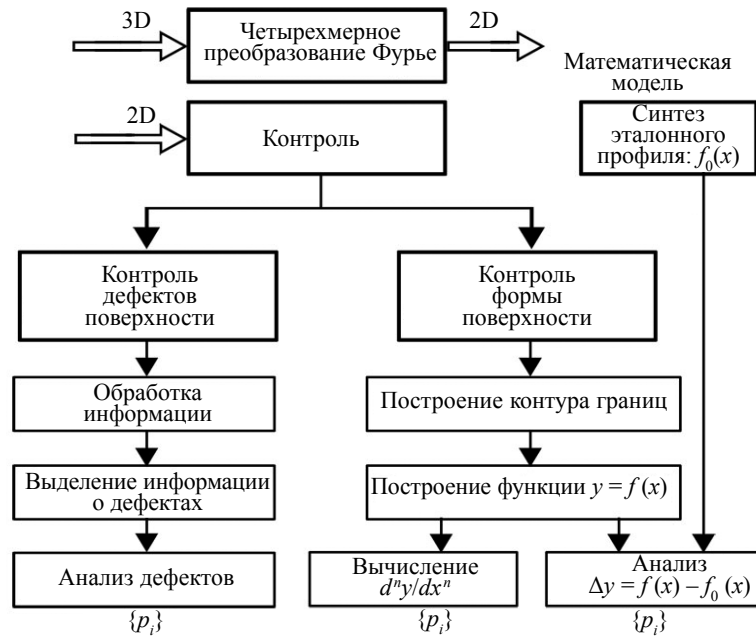 3D
Четырехмерное
преобразование Фурье
2D
Математическая
модель
2D
Контроль
Синтез
эталонного
профиля: f₀(x)
Контроль
дефектов
поверхности
Контроль
формы
поверхности
Обработка
информации
Построение контура границ
Выделение информации
о дефектах
Построение функции y = f (x)
Анализ дефектов
Вычисление
dⁿy/dxⁿ
Анализ
Δy = f (x) – f₀ (x)
{pᵢ}
{pᵢ}
{pᵢ}